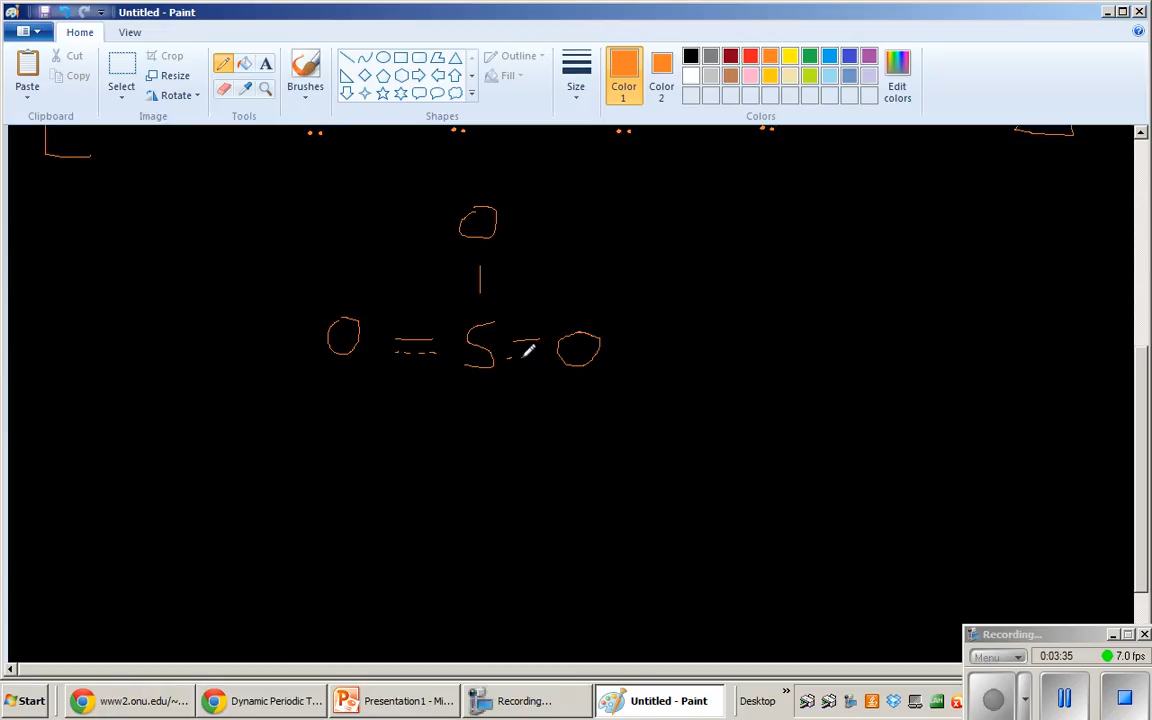 Untitled - Paint
Home View
Paste
Cut
Copy
Clipboard
Select
Crop
Resize
Rotate
Image
Tools
Brushes
Outline
Fill
Shapes
Size
Color 1
Color 2
Edit colors
Colors
O
O = S = O
Recording...
Menu
0:03:35
7.0 fps
Start
www2.onu.edu/~...
Dynamic Periodic T...
Presentation1 - Mi...
Recording...
Untitled - Paint
Desktop
»